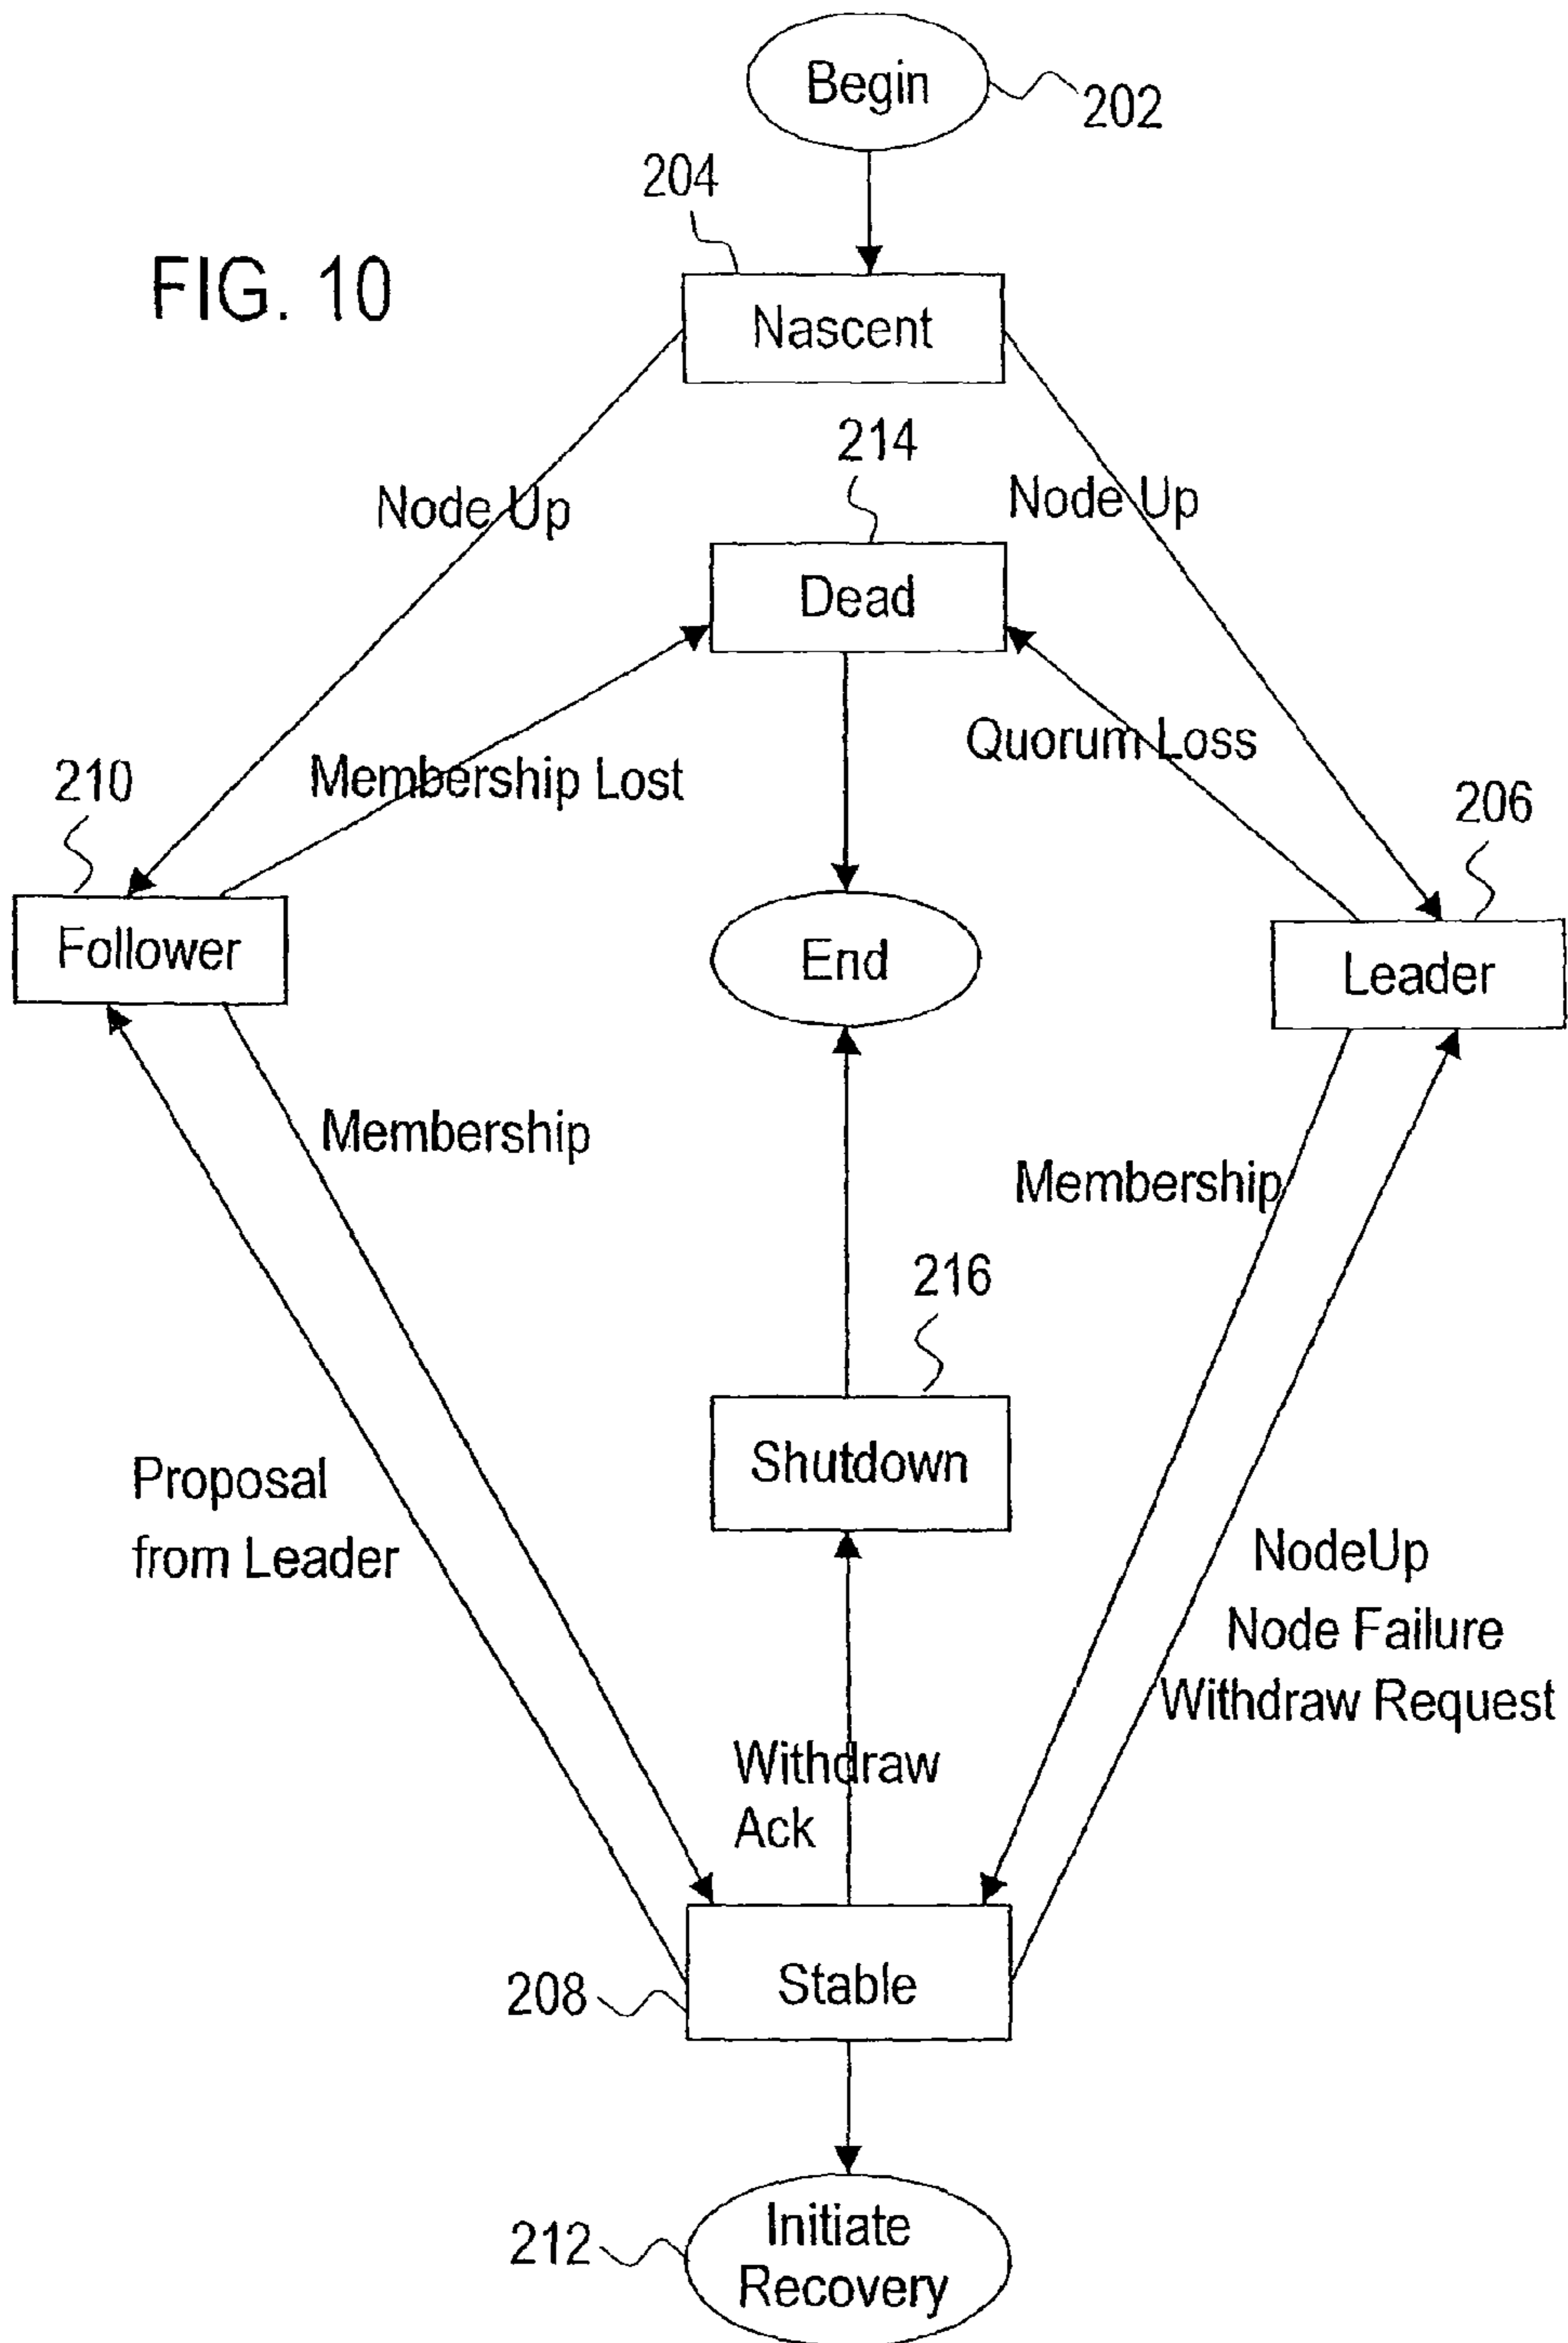 Begin
202
204
FIG. 10
Nascent
214
Node Up
Node Up
Dead
Quorum Loss
Membership Lost
210
206
Follower
End
Leader
Membership
Membership
216
Shutdown
Proposal
from Leader
NodeUp
Node Failure
Withdraw Request
Withdraw
Ack
Stable
208
212
Initiate
Recovery